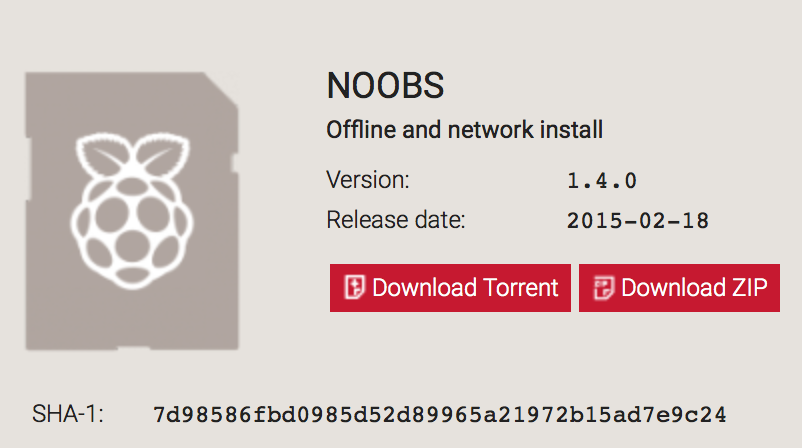 NOOBS
Offline and network install
Version: 1.4.0
Release date: 2015-02-18
Download Torrent Download ZIP
SHA-1: 7d98586fbd0985d52d89965a21972b15ad7e9c24